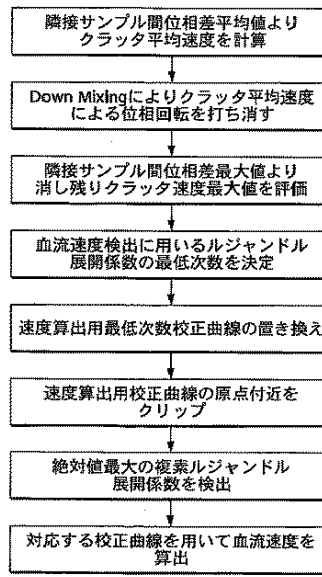 隣接サンプル間位相差平均値より
クラッタ平均速度を計算
Down Mixingによりクラッタ平均速度
による位相回転を打ち消す
隣接サンプル間位相差最大値より
消し残りクラッタ速度最大値を評価
血流速度検出に用いるルジャンドル
展開係数の最低次数を決定
速度算出用最低次数校正曲線の置き換え
速度算出用校正曲線の原点付近を
クリップ
絶対値最大の複素ルジャンドル
展開係数を検出
対応する校正曲線を用いて血流速度を
算出